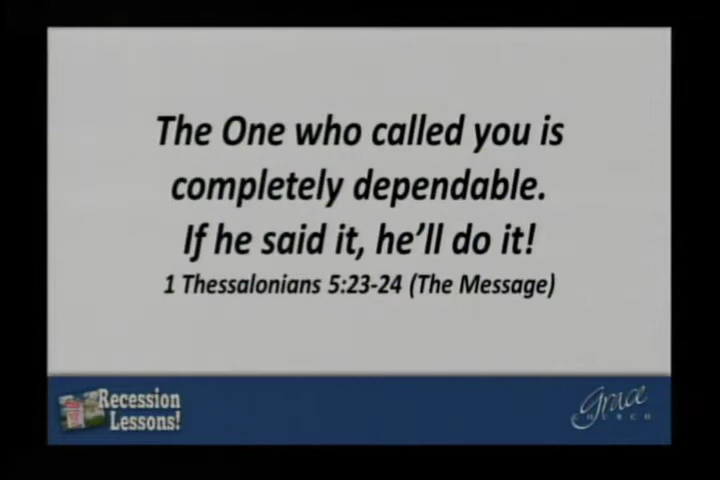 The One who called you is
completely dependable.
If he said it, he'll do it!
1 Thessalonians 5:23-24 (The Message)
Recession
Lessons!
Grace
CHURCH